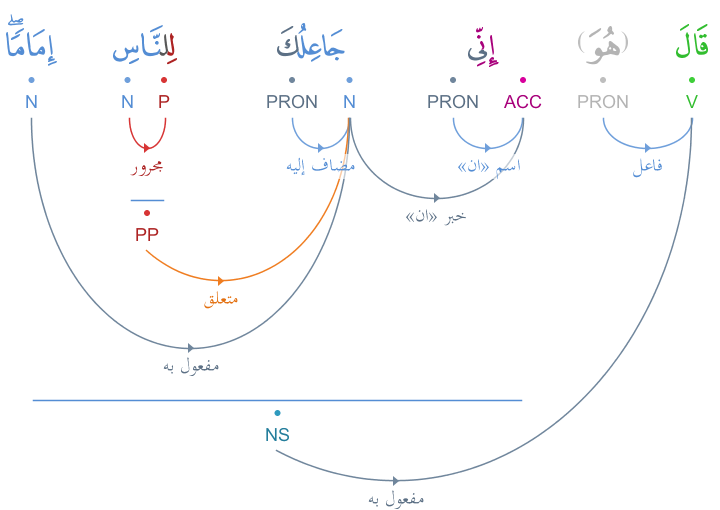 قَالَ (هُوَ) إِنِّى جَاعِلُكَ لِلنَّاسِ إِمَامًا ۖ
V PRON ACC PRON N PRON P N N
فاعل اسم «ان» مضاف إليه مجرور
خبر «ان»
PP
متعلق
مفعول به
NS
مفعول به